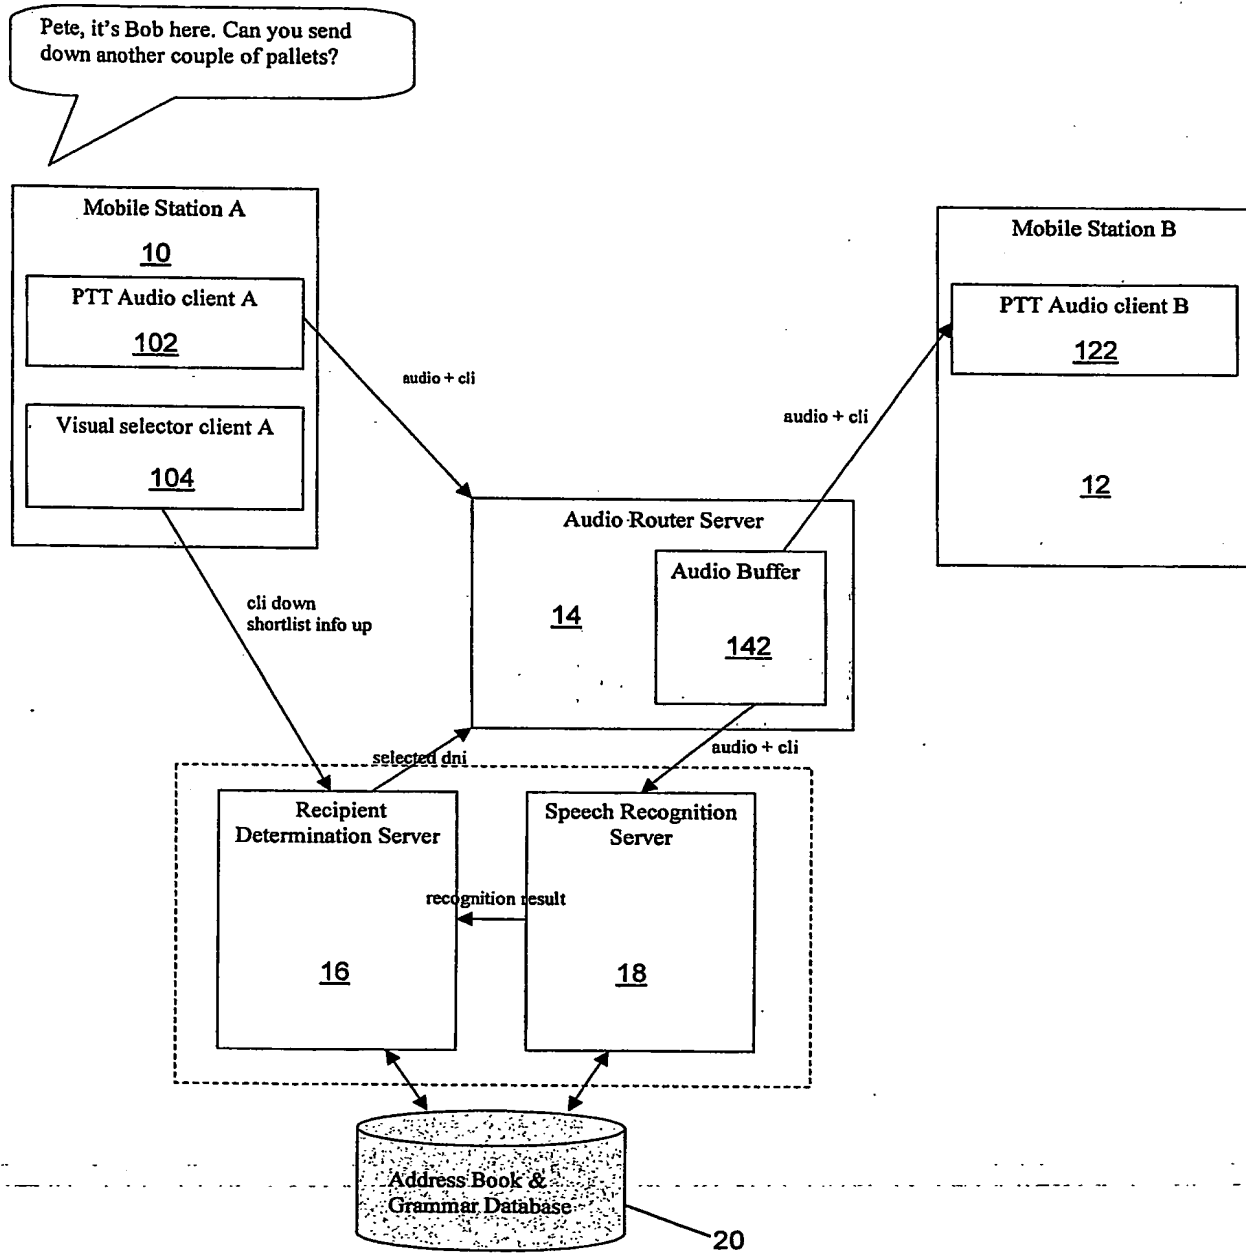 Pete, it's Bob here. Can you send
down another couple of pallets?
Mobile Station A
10
PTT Audio client A
102
Visual selector client A
104
audio + cli
cli down
shortlist info up
Mobile Station B
PTT Audio client B
122
12
audio + cli
Audio Router Server
14
Audio Buffer
142
audio + cli
selected dni
Recipient
Determination Server
16
recognition result
Speech Recognition
Server
18
Address Book &
Grammar Database
20